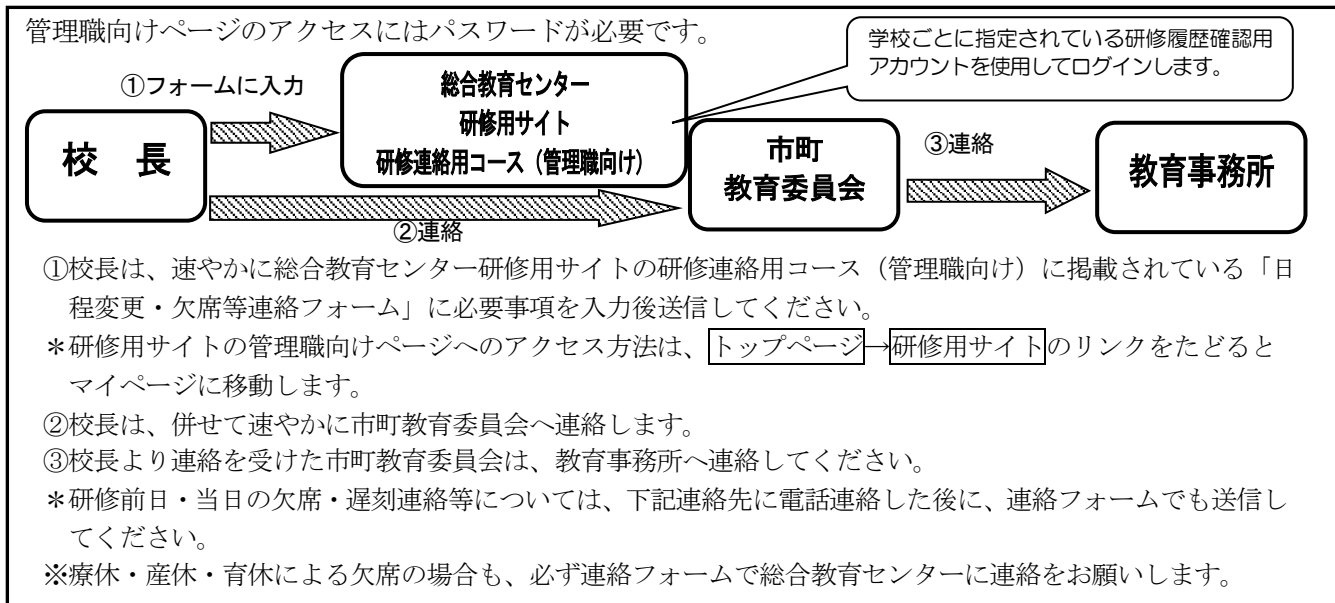 管理職向けページのアクセスにはパスワードが必要です。
学校ごとに指定されている研修履歴確認用
アカウントを使用してログインします。
①フォームに入力
総合教育センター
研修用サイト
研修連絡用コース（管理職向け）
校　長
市町
教育委員会
③連絡
教育事務所
②連絡
①校長は、速やかに総合教育センター研修用サイトの研修連絡用コース（管理職向け）に掲載されている「日
程変更・欠席等連絡フォーム」に必要事項を入力後送信してください。
＊研修用サイトの管理職向けページへのアクセス方法は、トップページ→研修用サイトのリンクをたどると
マイページに移動します。
②校長は、併せて速やかに市町教育委員会へ連絡します。
③校長より連絡を受けた市町教育委員会は、教育事務所へ連絡してください。
＊研修前日・当日の欠席・遅刻連絡等については、下記連絡先に電話連絡した後に、連絡フォームでも送信し
てください。
※療休・産休・育休による欠席の場合も、必ず連絡フォームで総合教育センターに連絡をお願いします。